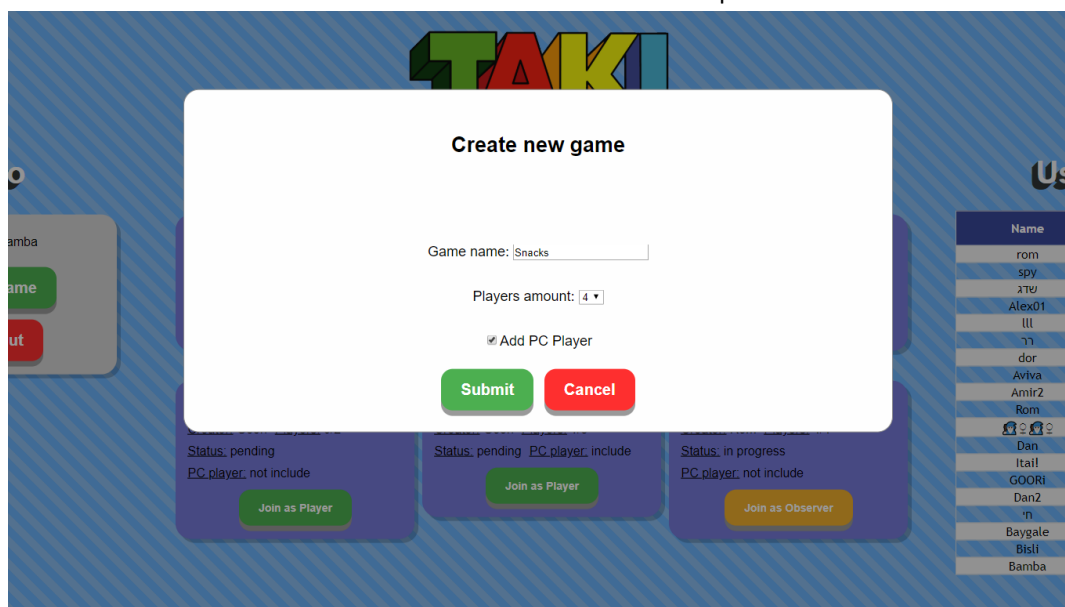 TAKI
Create new game
Game name: Snacks
Players amount: 4
Add PC Player
Submit Cancel
Status: pending
PC player: not include
Join as Player
Status: pending PC player: include
Join as Player
Status: in progress
PC player: not include
Join as Observer
Name
rom
spy
שדג
Alex01
lll
רר
dor
Aviva
Amir2
Rom
Dan
Itai!
GOORi
Dan2
חי
Baygale
Bisli
Bamba